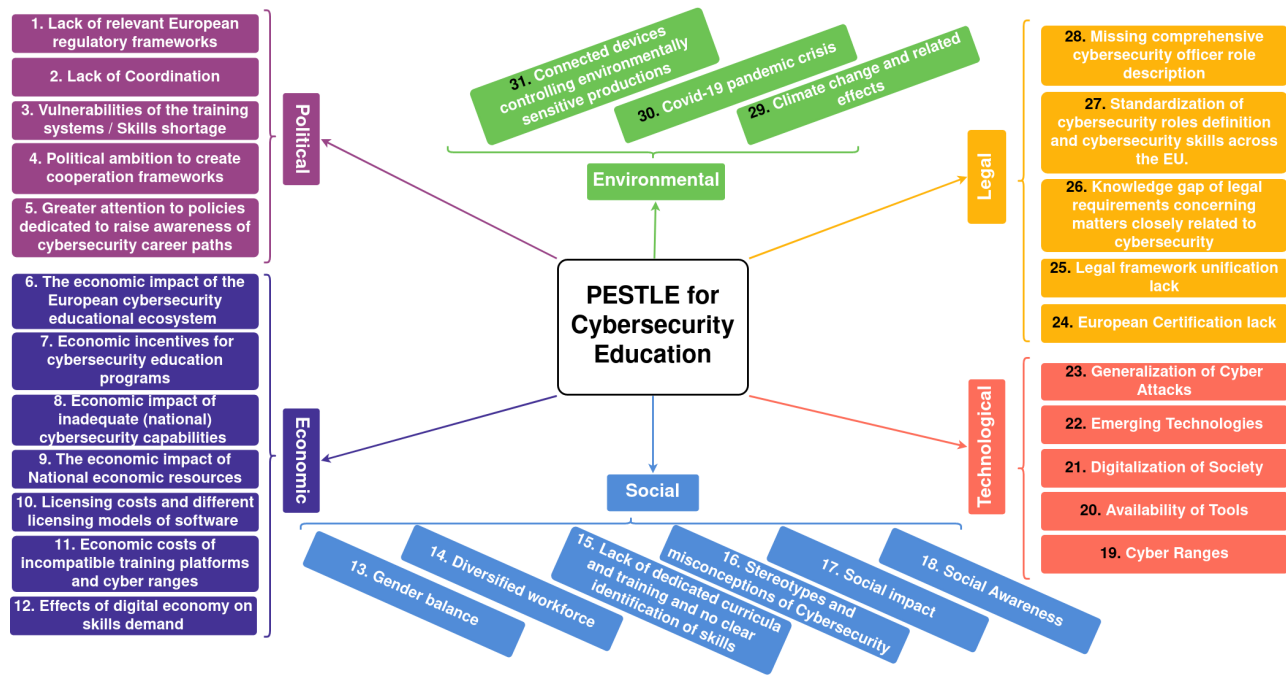 1. Lack of relevant European
regulatory frameworks
2. Lack of Coordination
3. Vulnerabilities of the training
systems / Skills shortage
4. Political ambition to create
cooperation frameworks
5. Greater attention to policies
dedicated to raise awareness of
cybersecurity career paths
Political
6. The economic impact of the
European cybersecurity
educational ecosystem
7. Economic incentives for
cybersecurity education
programs
8. Economic impact of
inadequate (national)
cybersecurity capabilities
9. The economic impact of
National economic resources
10. Licensing costs and different
licensing models of software
11. Economic costs of
incompatible training platforms
and cyber ranges
12. Effects of digital economy on
skills demand
Economic
31. Connected devices
controlling environmentally
sensitive productions
30. Covid-19 pandemic crisis
29. Climate change and related
effects
Environmental
PESTLE for
Cybersecurity
Education
Social
13. Gender balance
14. Diversified workforce
15. Lack of dedicated curricula
and training and no clear
identification of skills
16. Stereotypes and
misconceptions of Cybersecurity
17. Social impact
18. Social Awareness
Legal
28. Missing comprehensive
cybersecurity officer role
description
27. Standardization of
cybersecurity roles definition
and cybersecurity skills across
the EU.
26. Knowledge gap of legal
requirements concerning
matters closely related to
cybersecurity
25. Legal framework unification
lack
24. European Certification lack
Technological
23. Generalization of Cyber
Attacks
22. Emerging Technologies
21. Digitalization of Society
20. Availability of Tools
19. Cyber Ranges